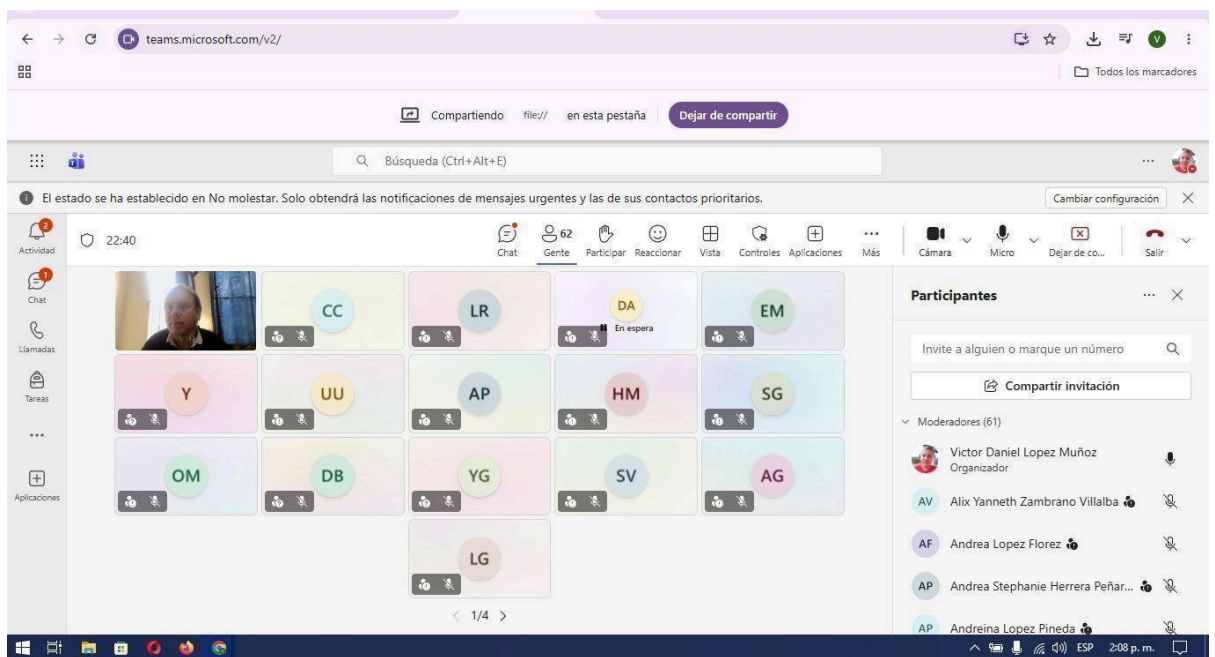 teams.microsoft.com/v2/
V
Todos los marcadores
Compartiendo file:// en esta pestaña Dejar de compartir
Búsqueda (Ctrl+Alt+E)
El estado se ha establecido en No molestar. Solo obtendrá las notificaciones de mensajes urgentes y las de sus contactos prioritarios. Cambiar configuración
2
Actividad
22:40
62
Chat Gente Participar Reaccionar Vista Controles Aplicaciones Más Cámara Micro Dejar de co... Salir
1
Chat
Llamadas
Tareas
Aplicaciones
CC LR DA EM
En espera
Y UU AP HM SG
OM DB YG SV AG
LG
1/4
Participantes
Invite a alguien o marque un número
Compartir invitación
Moderadores (61)
Victor Daniel Lopez Muñoz
Organizador
AV Alix Yanneth Zambrano Villalba
AF Andrea Lopez Florez
AP Andrea Stephanie Herrera Peñar...
AP Andreina Lopez Pineda
ESP 2:08 p. m.